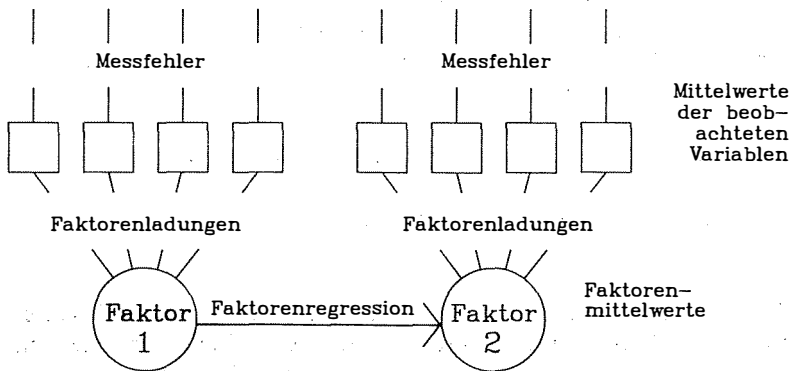 Messfehler
Messfehler
Mittelwerte
der beob-
achteten
Variablen
Faktorenladungen
Faktorenladungen
Faktor
1
Faktorenregression
Faktor
2
Faktoren-
mittelwerte